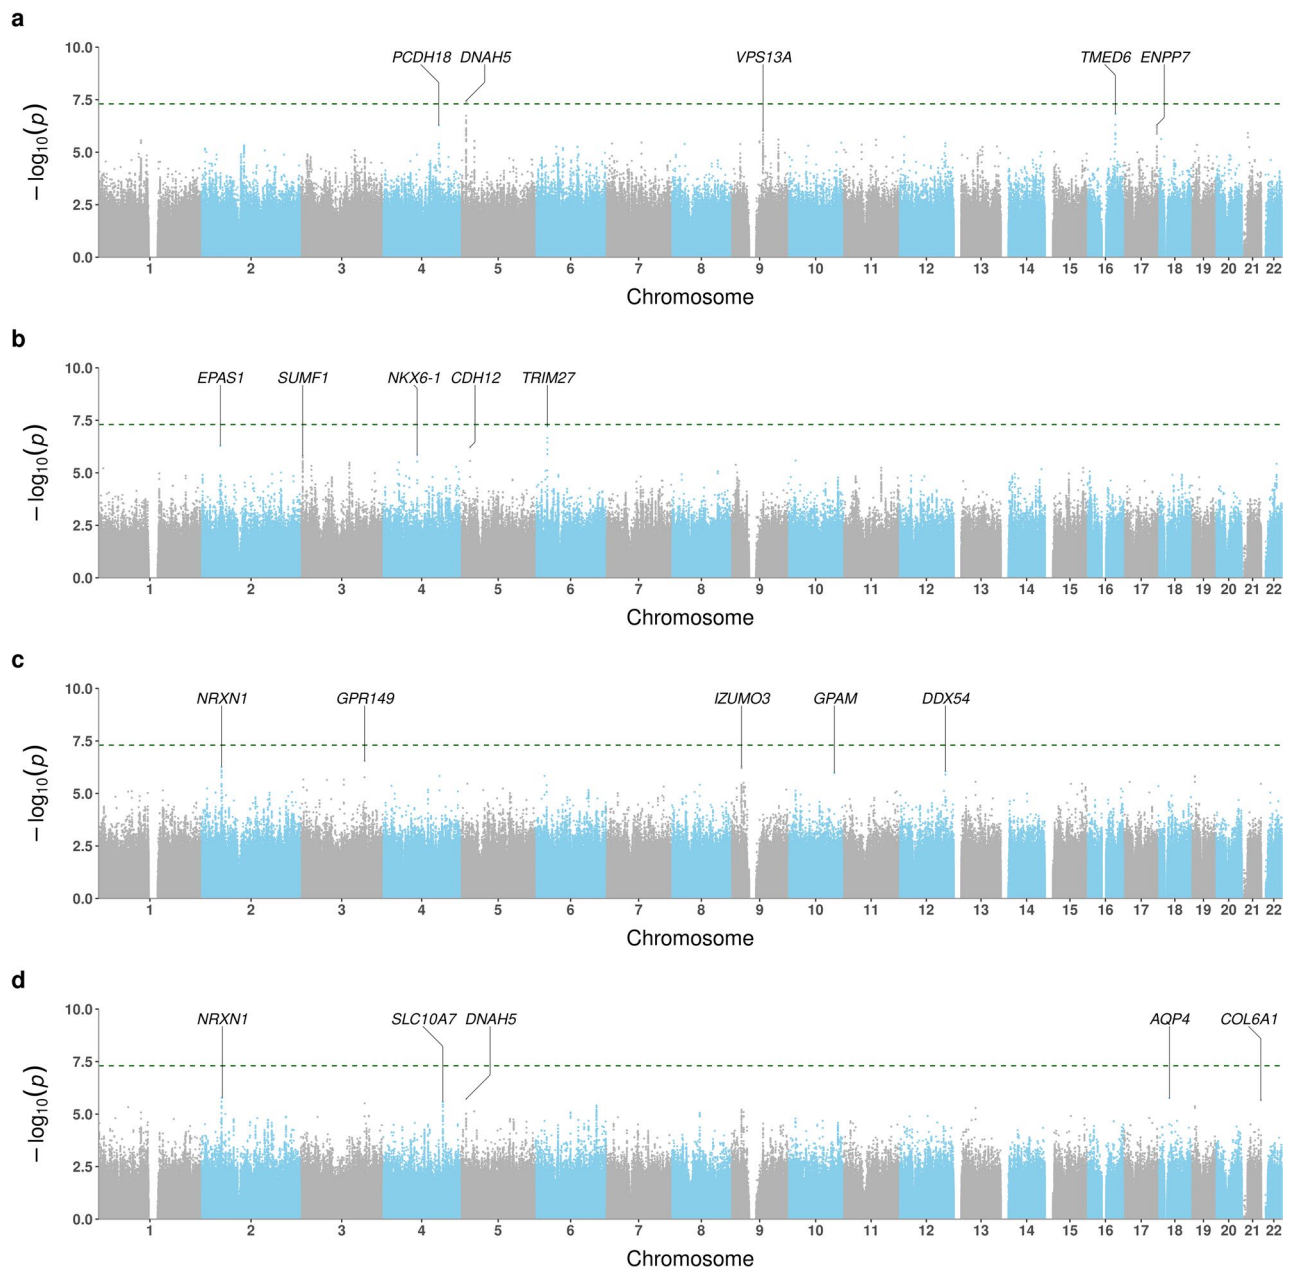 a
PCDH18 DNAH5 VPS13A TMED6 ENPP7
10.0
7.5
5.0
2.5
0.0
− log10(p)
1 2 3 4 5 6 7 8 9 10 11 12 13 14 15 16 17 18 19 20 21 22
Chromosome
b
EPAS1 SUMF1 NKX6-1 CDH12 TRIM27
10.0
7.5
5.0
2.5
0.0
− log10(p)
1 2 3 4 5 6 7 8 9 10 11 12 13 14 15 16 17 18 19 20 21 22
Chromosome
c
NRXN1 GPR149 IZUMO3 GPAM DDX54
10.0
7.5
5.0
2.5
0.0
− log10(p)
1 2 3 4 5 6 7 8 9 10 11 12 13 14 15 16 17 18 19 20 21 22
Chromosome
d
NRXN1 SLC10A7 DNAH5 AQP4 COL6A1
10.0
7.5
5.0
2.5
0.0
− log10(p)
1 2 3 4 5 6 7 8 9 10 11 12 13 14 15 16 17 18 19 20 21 22
Chromosome